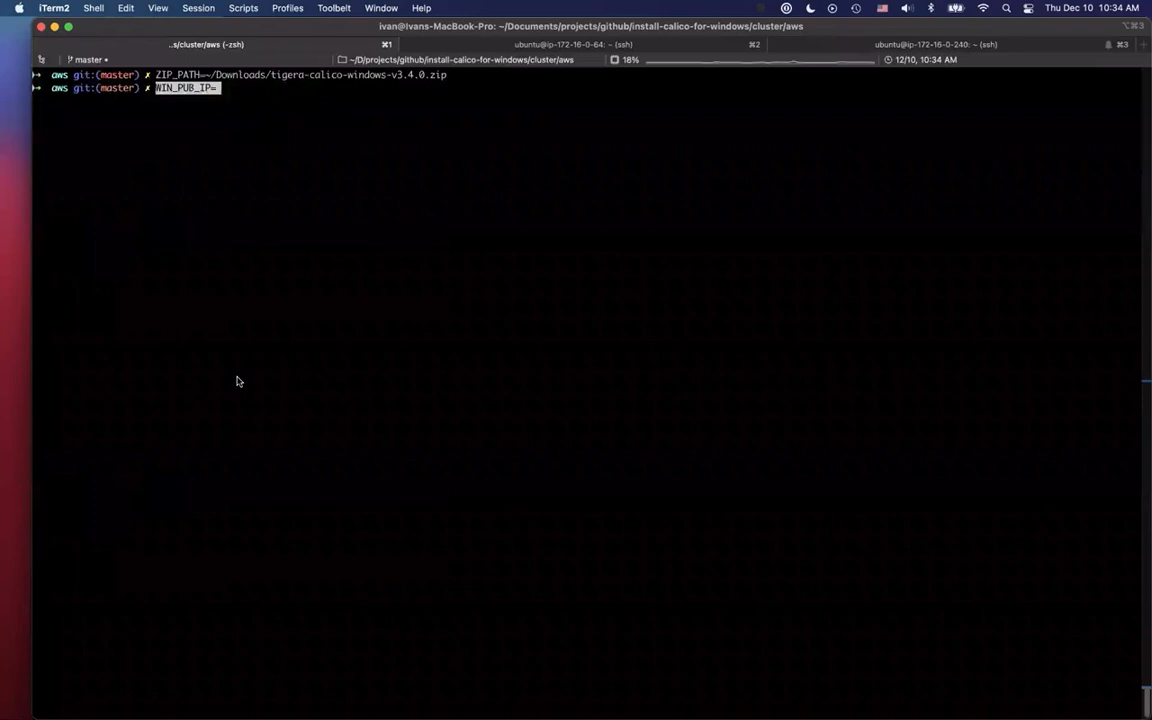 iTerm2 Shell Edit View Session Scripts Profiles Toolbelt Window Help Thu Dec 10 10:34 AM
ivan@Ivans-MacBook-Pro: ~/Documents/projects/github/install-calico-for-windows/cluster/aws ⌥⌘3
..s/cluster/aws (-zsh) ⌘1 ubuntu@ip-172-16-0-64: ~ (ssh) ⌘2 ubuntu@ip-172-16-0-240: ~ (ssh) ⌘3
master • ~/D/projects/github/install-calico-for-windows/cluster/aws 18% 12/10, 10:34 AM
aws git:(master) ✗ ZIP_PATH=~/Downloads/tigera-calico-windows-v3.4.0.zip
aws git:(master) ✗ WIN_PUB_IP=